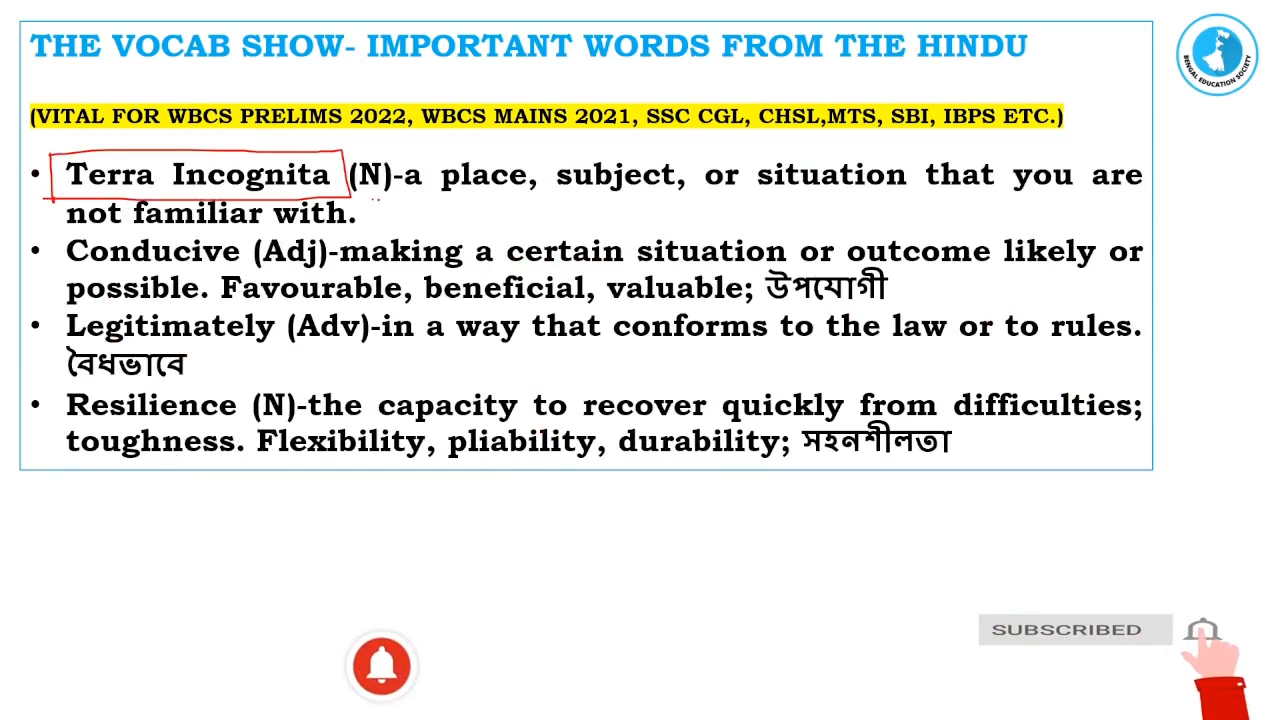 THE VOCAB SHOW- IMPORTANT WORDS FROM THE HINDU
(VITAL FOR WBCS PRELIMS 2022, WBCS MAINS 2021, SSC CGL, CHSL,MTS, SBI, IBPS ETC.)
• Terra Incognita (N)-a place, subject, or situation that you are
not familiar with.
• Conducive (Adj)-making a certain situation or outcome likely or
possible. Favourable, beneficial, valuable; উপযোগী
• Legitimately (Adv)-in a way that conforms to the law or to rules.
বৈধভাবে
• Resilience (N)-the capacity to recover quickly from difficulties;
toughness. Flexibility, pliability, durability; সহনশীলতা
BENGAL EDUCATION SOCIETY
SUBSCRIBED